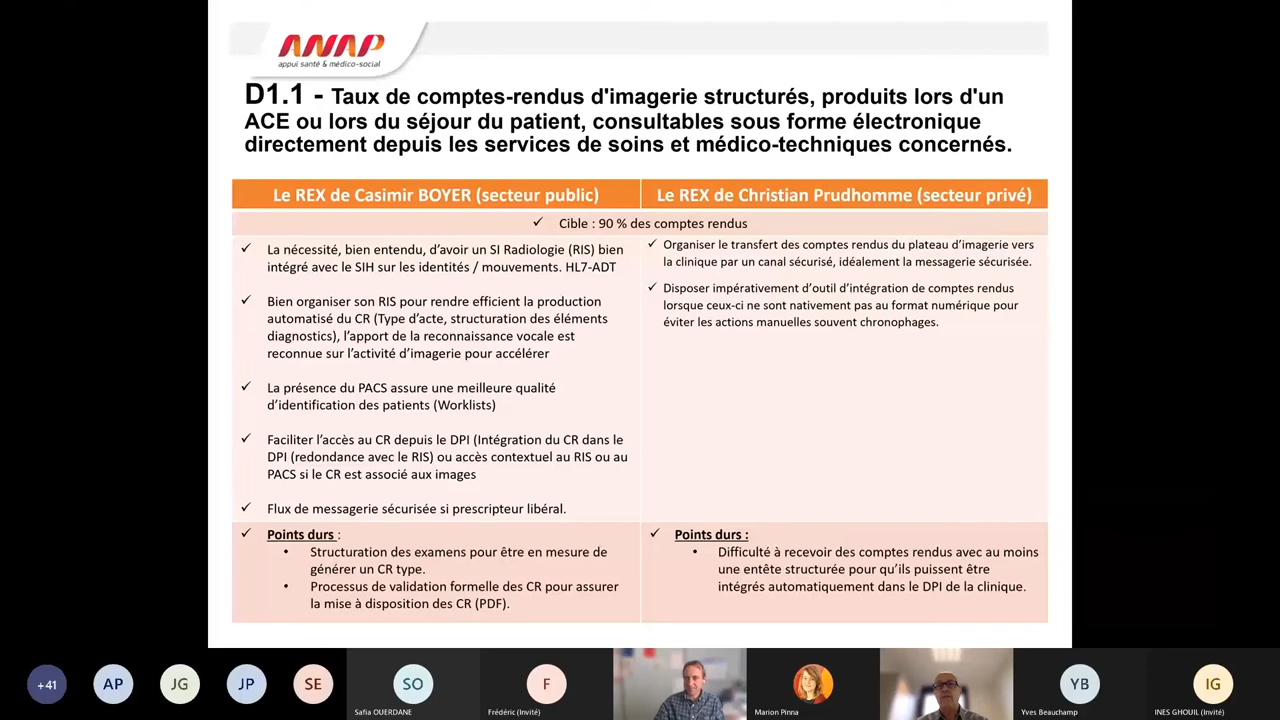 ANAP
appui santé & médico-social
D1.1 - Taux de comptes-rendus d'imagerie structurés, produits lors d'un
ACE ou lors du séjour du patient, consultables sous forme électronique
directement depuis les services de soins et médico-techniques concernés.
Le REX de Casimir BOYER (secteur public)
Le REX de Christian Prudhomme (secteur privé)
✓ Cible : 90 % des comptes rendus
✓ La nécessité, bien entendu, d'avoir un SI Radiologie (RIS) bien
intégré avec le SIH sur les identités / mouvements. HL7-ADT
✓ Bien organiser son RIS pour rendre efficient la production
automatisé du CR (Type d'acte, structuration des éléments
diagnostics), l'apport de la reconnaissance vocale est
reconnue sur l'activité d'imagerie pour accélérer
✓ La présence du PACS assure une meilleure qualité
d'identification des patients (Worklists)
✓ Faciliter l'accès au CR depuis le DPI (Intégration du CR dans le
DPI (redondance avec le RIS) ou accès contextuel au RIS ou au
PACS si le CR est associé aux images
✓ Flux de messagerie sécurisée si prescripteur libéral.
✓ Organiser le transfert des comptes rendus du plateau d'imagerie vers
la clinique par un canal sécurisé, idéalement la messagerie sécurisée.
✓ Disposer impérativement d'outil d'intégration de comptes rendus
lorsque ceux-ci ne sont nativement pas au format numérique pour
éviter les actions manuelles souvent chronophages.
✓ Points durs :
• Structuration des examens pour être en mesure de
générer un CR type.
• Processus de validation formelle des CR pour assurer
la mise à disposition des CR (PDF).
✓ Points durs :
• Difficulté à recevoir des comptes rendus avec au moins
une entête structurée pour qu'ils puissent être
intégrés automatiquement dans le DPI de la clinique.
+41
AP
JG
JP
SE
SO
Safia OUERDANE
F
Frédéric (Invité)
Marion Pinna
YB
Yves Beauchamp
IG
INES GHOUIL (Invité)